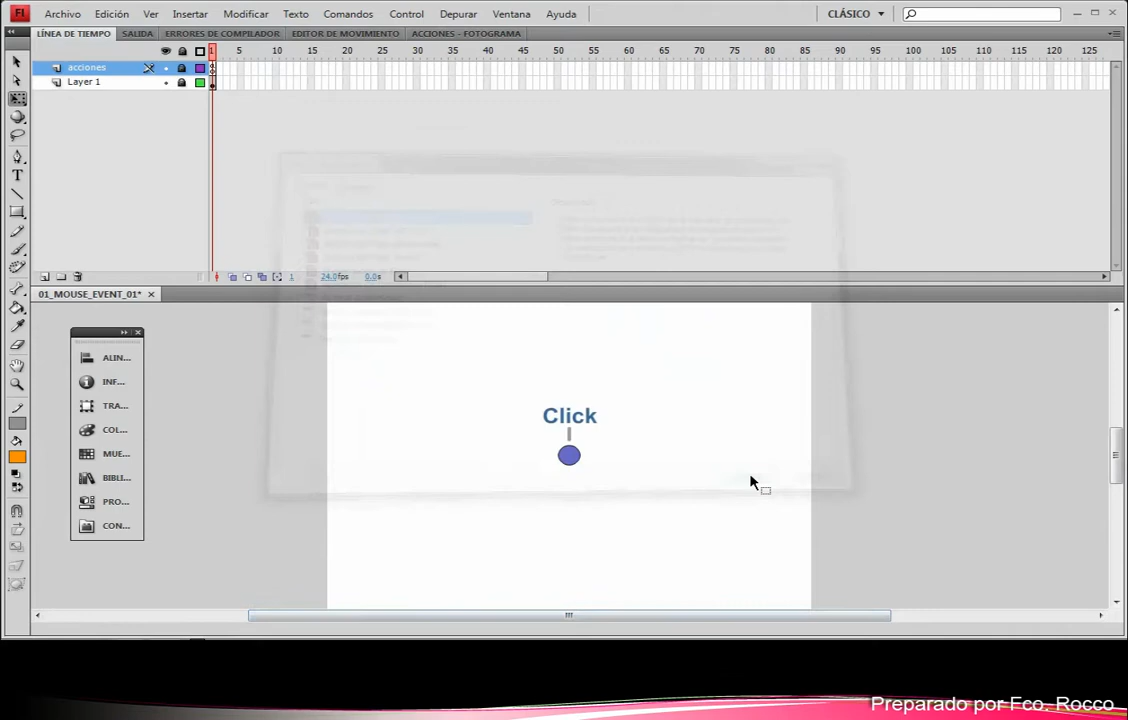 Fl Archivo Edición Ver Insertar Modificar Texto Comandos Control Depurar Ventana Ayuda CLÁSICO
LÍNEA DE TIEMPO SALIDA ERRORES DE COMPILADOR EDITOR DE MOVIMIENTO ACCIONES - FOTOGRAMA
1 5 10 15 20 25 30 35 40 45 50 55 60 65 70 75 80 85 90 95 100 105 110 115 120 125
acciones
Layer 1
1 24.0fps 0.0s
01_MOUSE_EVENT_01*
ALIN...
INF...
TRA...
COL...
MUE...
BIBLI...
PRO...
CON...
Click
Preparado por Fco. Rocco